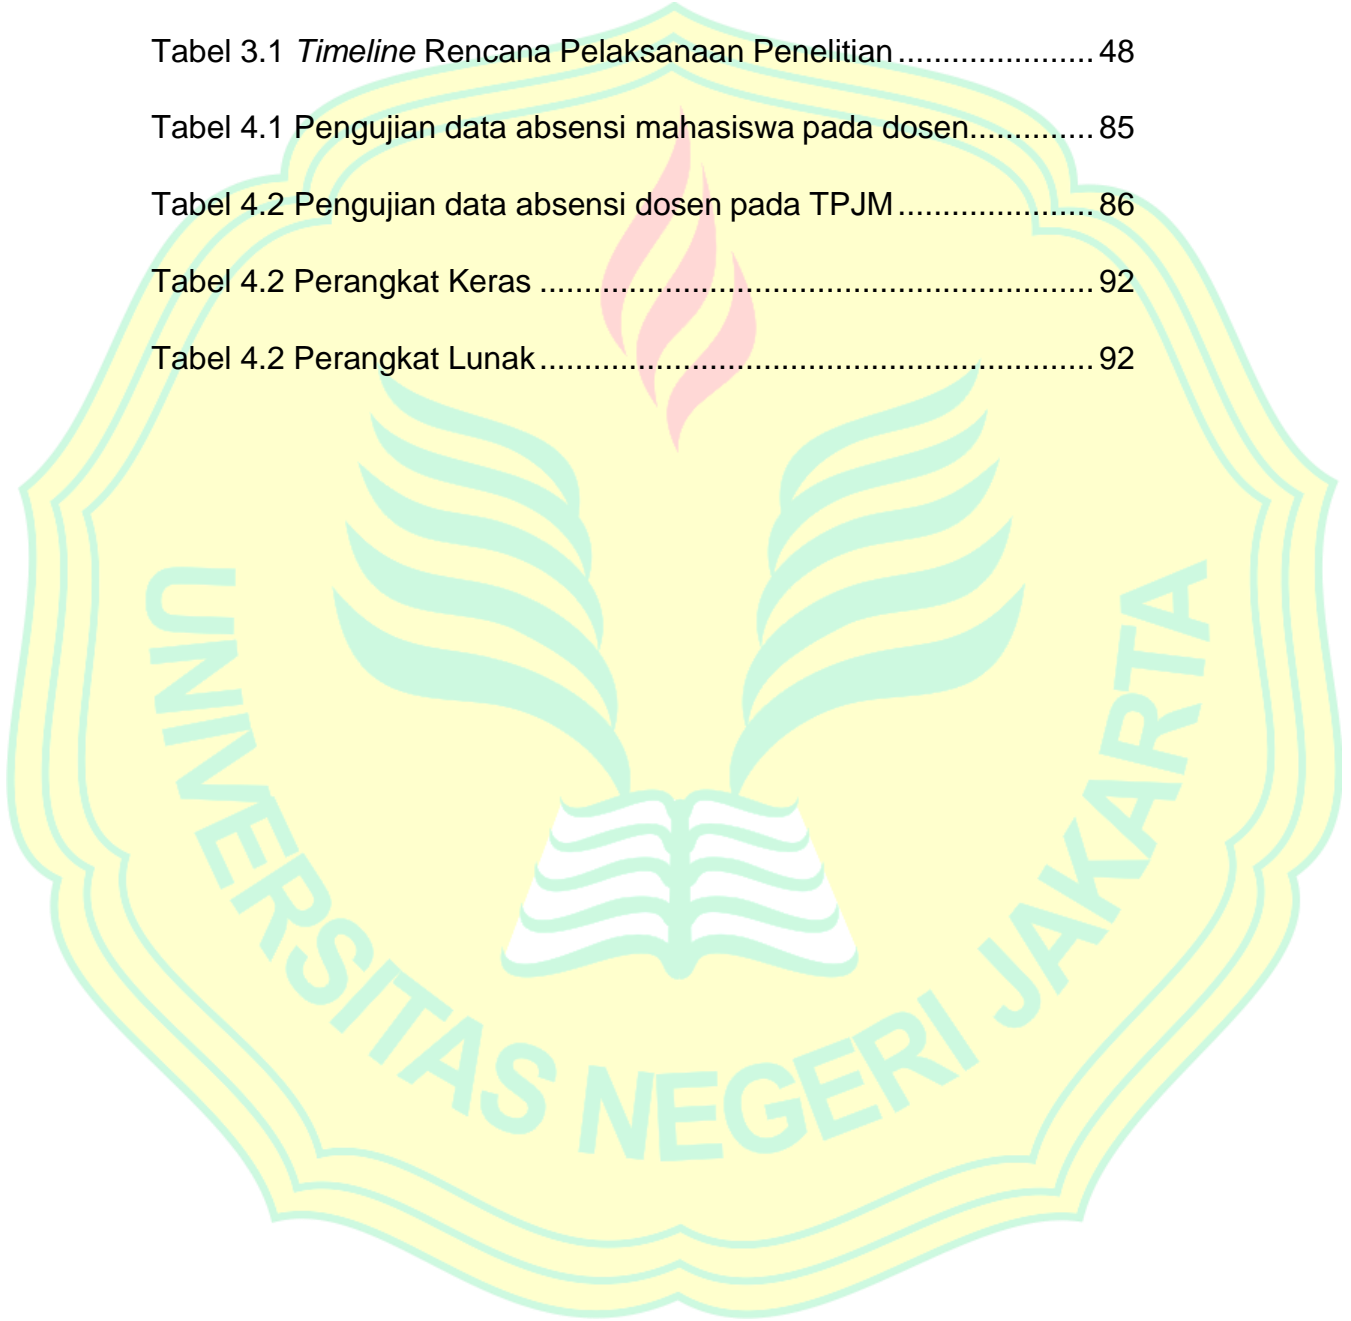 Tabel 3.1 Timeline Rencana Pelaksanaan Penelitian ...................... 48
Tabel 4.1 Pengujian data absensi mahasiswa pada dosen.............. 85
Tabel 4.2 Pengujian data absensi dosen pada TPJM ...................... 86
Tabel 4.2 Perangkat Keras .............................................................. 92
Tabel 4.2 Perangkat Lunak .............................................................. 92
UNIVERSITAS NEGERI JAKARTA